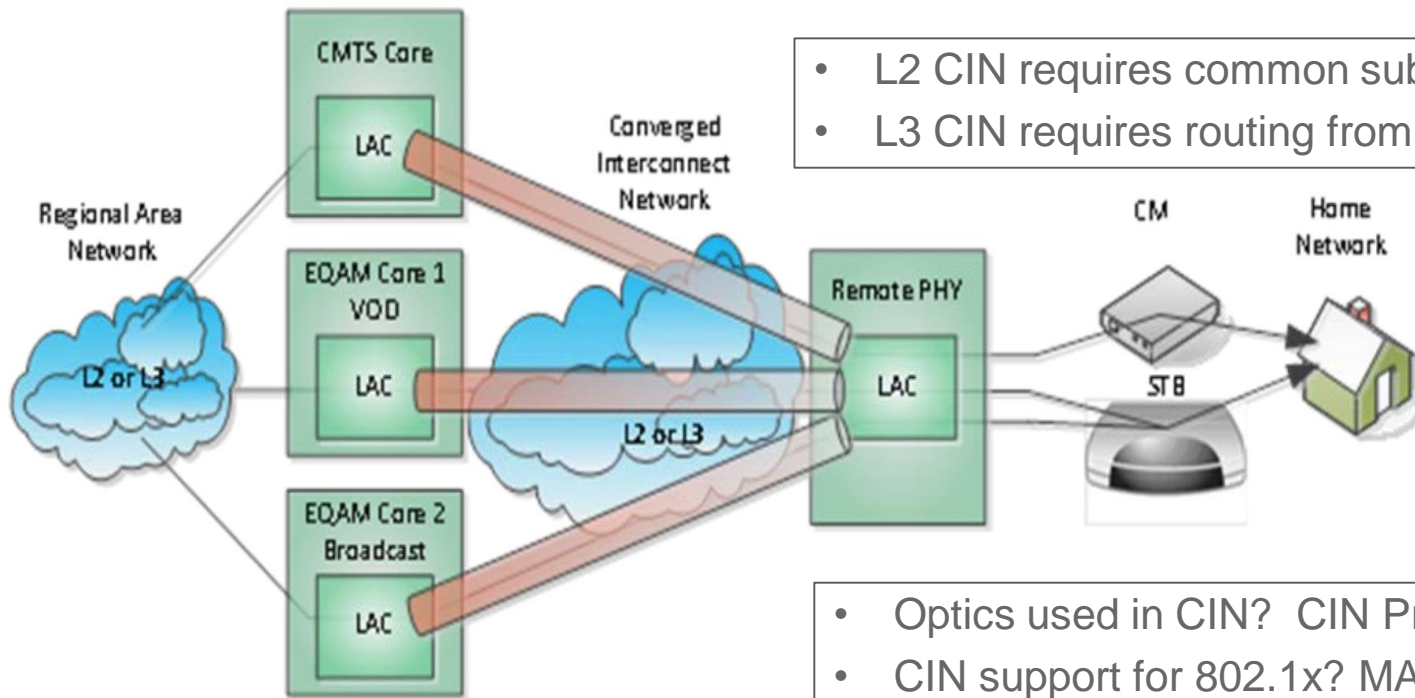 CMTS Core
LAC
• L2 CIN requires common sub
• L3 CIN requires routing from
Converged
Interconnect
Network
Regional Area
Network
L2 or L3
EQAM Core 1
VOD
LAC
L2 or L3
Remote PHY
LAC
CM
STB
Home
Network
EQAM Core 2
Broadcast
LAC
• Optics used in CIN? CIN Pr
• CIN support for 802.1x? MA